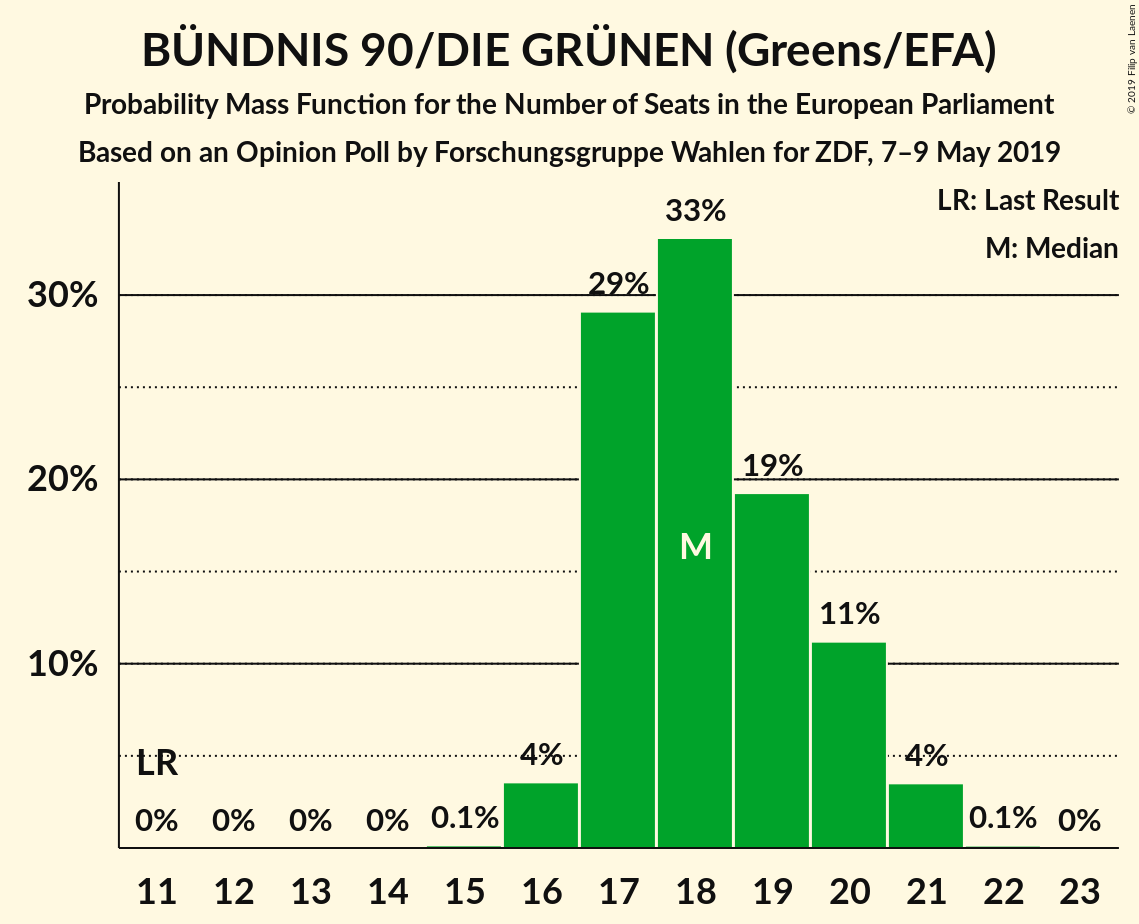 BÜNDNIS 90/DIE GRÜNEN (Greens/EFA)
Probability Mass Function for the Number of Seats in the European Parliament
Based on an Opinion Poll by Forschungsgruppe Wahlen for ZDF, 7–9 May 2019
© 2019 Filip van Laenen
LR: Last Result
M: Median
33%
29%
30%
19%
20%
M
11%
10%
LR
4%
4%
0% 0% 0% 0% 0.1% 0.1% 0%
11 12 13 14 15 16 17 18 19 20 21 22 23